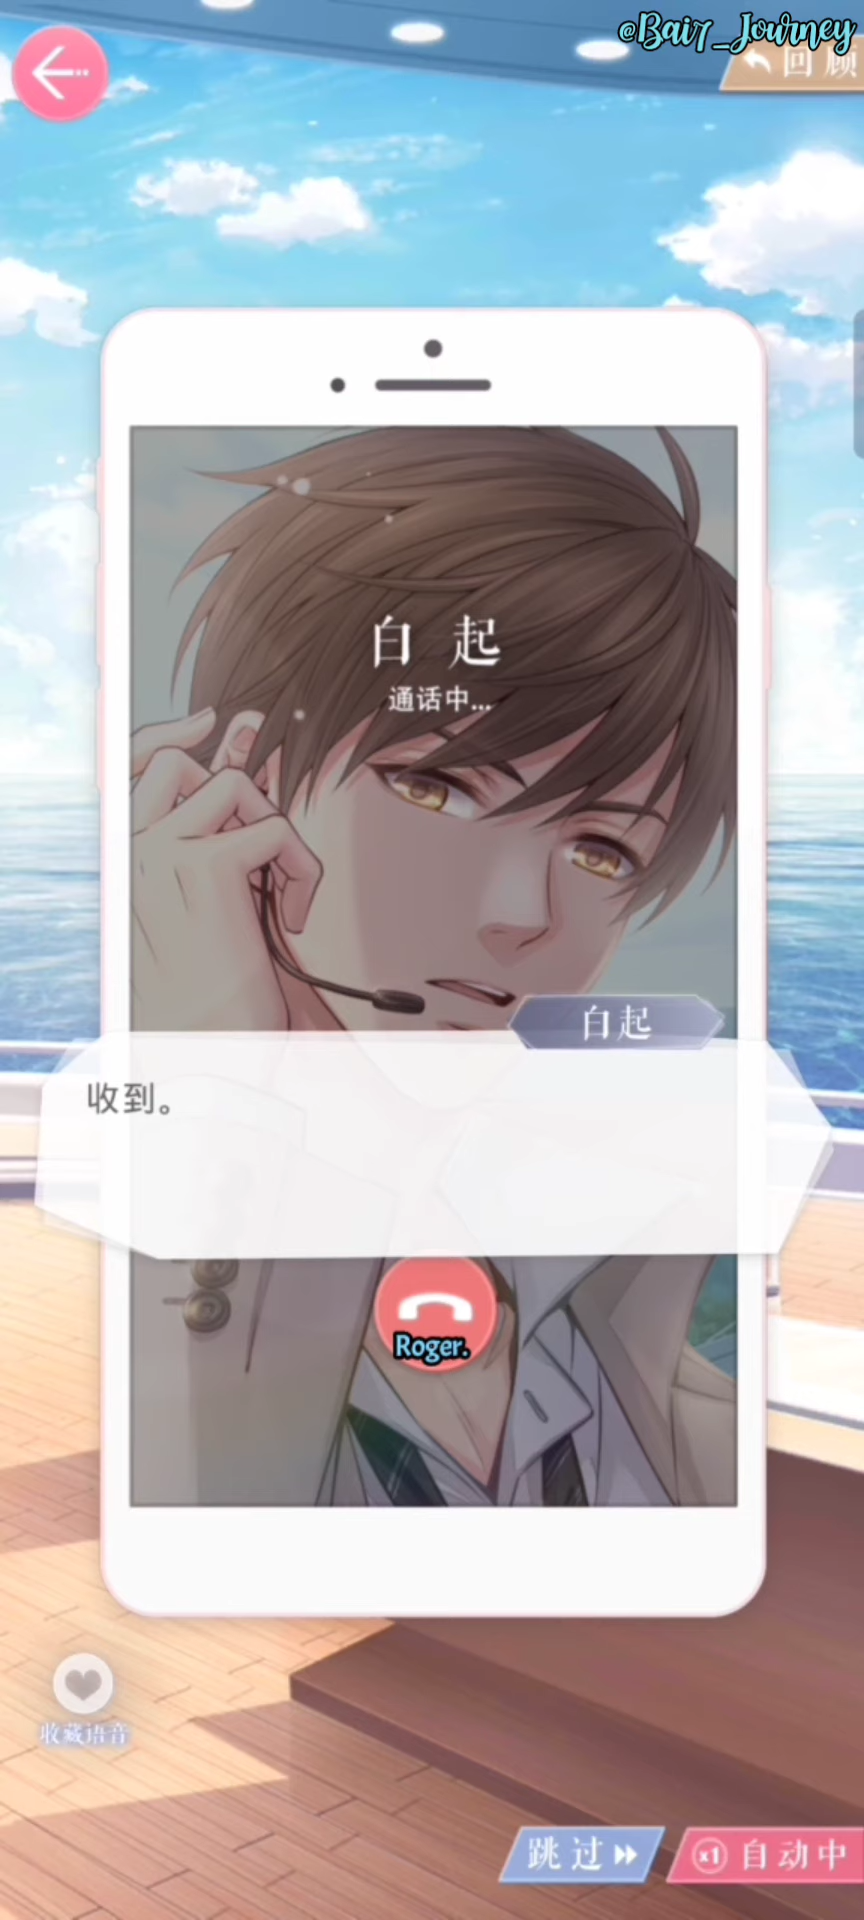 @Bai7_Journey
回顾
白起
通话中...
白起
收到。
Roger.
收藏语音
跳过
x1 自动中